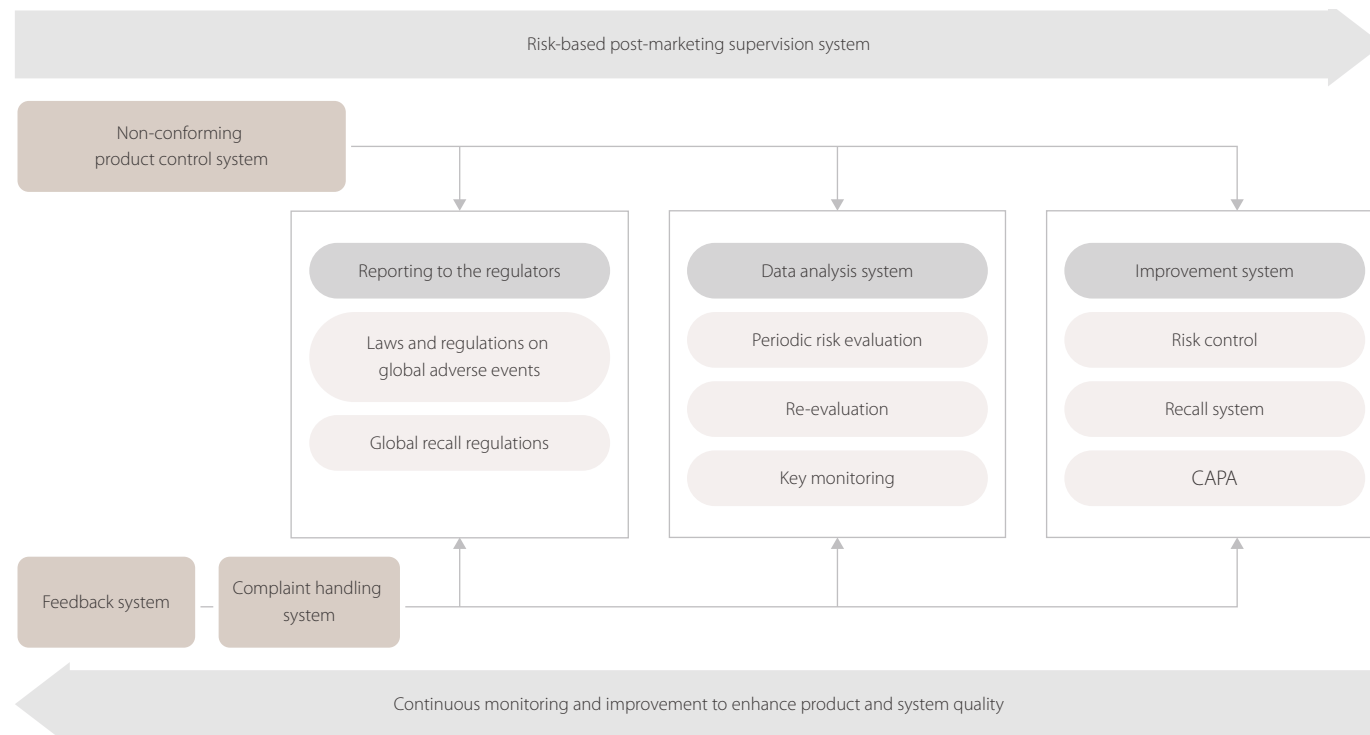 Risk-based post-marketing supervision system
Non-conforming
product control system
Reporting to the regulators
Laws and regulations on
global adverse events
Global recall regulations
Data analysis system
Periodic risk evaluation
Re-evaluation
Key monitoring
Improvement system
Risk control
Recall system
CAPA
Feedback system
Complaint handling
system
Continuous monitoring and improvement to enhance product and system quality